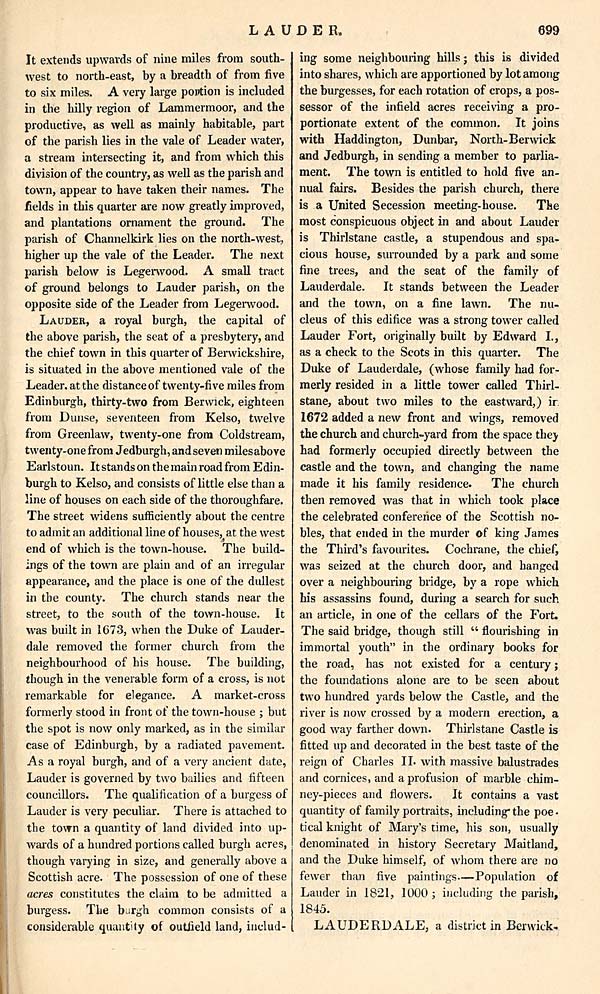 LAUDER.
699
It extends upwards of nine miles from south-
west to north-east, by a breadth of from five
to six miles. A very large portion is included
in the hilly region of Lammermoor, and the
productive, as well as mainly habitable, part
of the parish lies in the vale of Leader water,
a stream intersecting it, and from which this
division of the country, as well as the parish and
town, appear to have taken their names. The
fields in this quarter are now greatly improved,
and plantations ornament the ground. The
parish of Channelkirk lies on the north-west,
higher up the vale of the Leader. The next
parish below is Legerwood. A small tract
of ground belongs to Lauder parish, on the
opposite side of the Leader from Legerwood.
LAUDER, a royal burgh, the capital of
the above parish, the seat of a presbytery, and
the chief town in this quarter of Berwickshire,
is situated in the above mentioned vale of the
Leader. at the distance of twenty-five miles from
Edinburgh, thirty-two from Berwick, eighteen
from Dunse, seventeen from Kelso, twelve
from Greenlaw, twenty-one from Coldstream,
twenty-one from Jedburgh, and seven miles above
Earlstoun. It stands on the main road from Edin-
burgh to Kelso, and consists of little else than a
line of houses on each side of the thoroughfare.
The street widens sufficiently about the centre
to admit an additional line of houses, at the west
end of which is the town-house. The build-
ings of the town are plain and of an irregular
appearance, and the place is one of the dullest
in the county. The church stands near the
street, to the south of the town-house. It
was built in 1673, when the Duke of Lauder-
dale removed the former church from the
neighbourhood of his house. The building,
though in the venerable form of a cross, is not
remarkable for elegance. A market-cross
formerly stood in front of the town-house ; but
the spot is now only marked, as in the similar
case of Edinburgh, by a radiated pavement.
As a royal burgh, and of a very ancient date,
Lauder is governed by two bailies and fifteen
councillors. The qualification of a burgess of
Lauder is very peculiar. There is attached to
the town a quantity of land divided into up-
wards of a hundred portions called burgh acres,
though varying in size, and generally above a
Scottish acre. The possession of one of these
acres constitutes the claim to be admitted a
burgess. The burgh common consists of a
considerable quantity of outfield land, includ-
ing some neighbouring hills ; this is divided
into shares, which are apportioned by lot among
the burgesses, for each rotation of crops, a pos-
sessor of the infield acres receiving a pro-
portionate extent of the common. It joins
with Haddington, Dunbar, North-Berwick
and Jedburgh, in sending a member to parlia-
ment. The town is entitled to hold five an-
nual fairs. Besides the parish church, there
is a United Secession meeting-house. The
most conspicuous object in and about Lauder
is Thirlstane castle, a stupendous and spa-
cious house, surrounded by a park and some
fine trees, and the seat of the family of
Lauderdale. It stands between the Leader
and the town, on a fine lawn. The nu-
cleus of this edifice was a strong tower called
Lauder Fort, originally built by Edward I.,
as a check to the Scots in this quarter. The
Duke of Lauderdale, (whose family had for-
merly resided in a little tower called Thirl-
stane, about two miles to the eastward,) ir
1672 added a new front and wings, removed
the church and church-yard from the space they
had formerly occupied directly between the
castle and the town, and changing the name
made it his family residence. The church
then removed was that in which took place
the celebrated conference of the Scottish no-
bles, that ended in the murder of king James
the Third's favourites. Cochrane, the chief,
was seized at the church door, and hanged
over a neighbouring bridge, by a rope which
his assassins found, during a search for such
an article, in one of the cellars of the Fort.
The said bridge, though still “ flourishing in
immortal youth” in the ordinary books for
the road, has not existed for a century ;
the foundations alone are to be seen about
two hundred yards below the Castle, and the
river is now crossed by a modern erection, a
good way farther down. Thirlstane Castle is
fitted up and decorated in the best taste of the
reign of Charles II. with massive balustrades
and cornices, and a profusion of marble chim-
ney-pieces and flowers. It contains a vast
quantity of family portraits, including the poe-
tical knight of Mary's time, his son, usually
denominated in history Secretary Maitland,
and the Duke himself, of whom there are no
fewer than five paintings.—Population of
Lauder in 1821, 1000 ; including the parish,
1845.
LAUDERDALE, a district in Berwick-